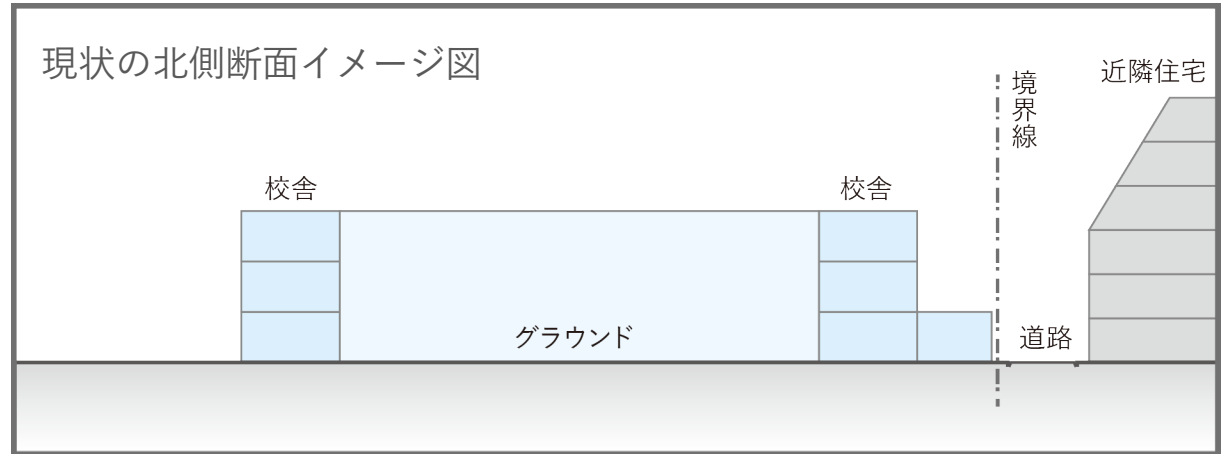 現状の北側断面イメージ図
近隣住宅
境界線
校舎
校舎
グラウンド
道路